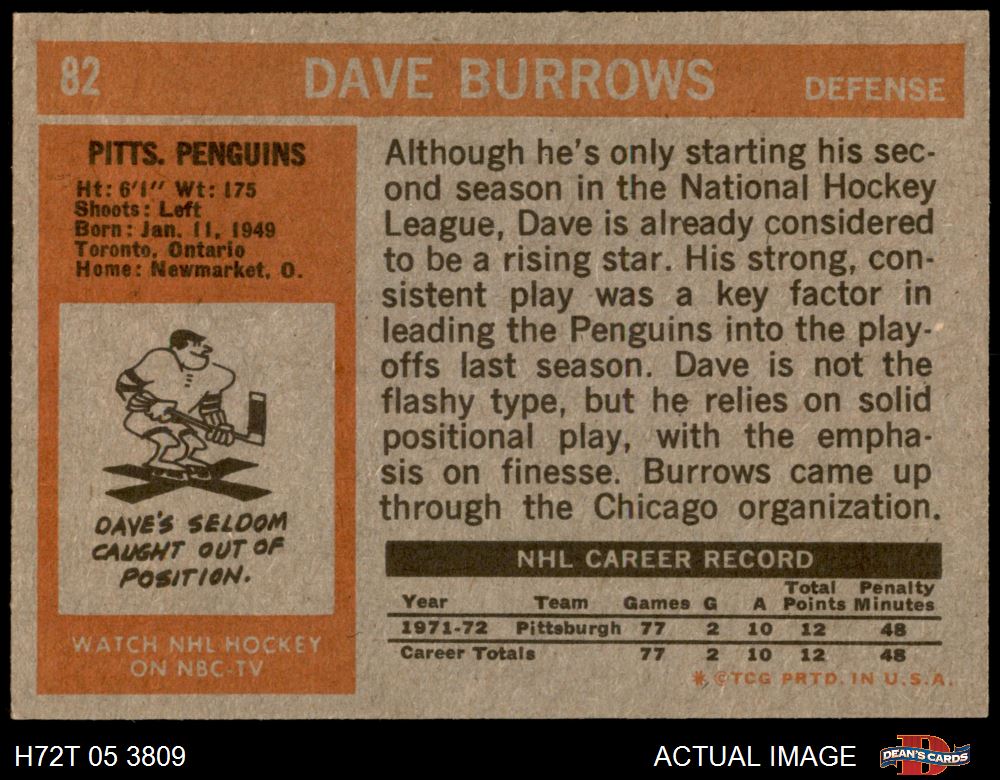 82 DAVE BURROWS DEFENSE
PITTS. PENGUINS
Ht: 6'1" Wt: 175
Shoots: Left
Born: Jan. 11, 1949
Toronto, Ontario
Home: Newmarket, O.
DAVE'S SELDOM
CAUGHT OUT OF
POSITION.
WATCH NHL HOCKEY
ON NBC-TV
Although he's only starting his sec-
ond season in the National Hockey
League, Dave is already considered
to be a rising star. His strong, con-
sistent play was a key factor in
leading the Penguins into the play-
offs last season. Dave is not the
flashy type, but he relies on solid
positional play, with the empha-
sis on finesse. Burrows came up
through the Chicago organization.
NHL CAREER RECORD
Year Team Games G A Total Points Penalty Minutes
1971-72 Pittsburgh 77 2 10 12 48
Career Totals 77 2 10 12 48
* ©TCG PRTD. IN U.S.A.
H72T 05 3809 ACTUAL IMAGE DEAN'S CARDS